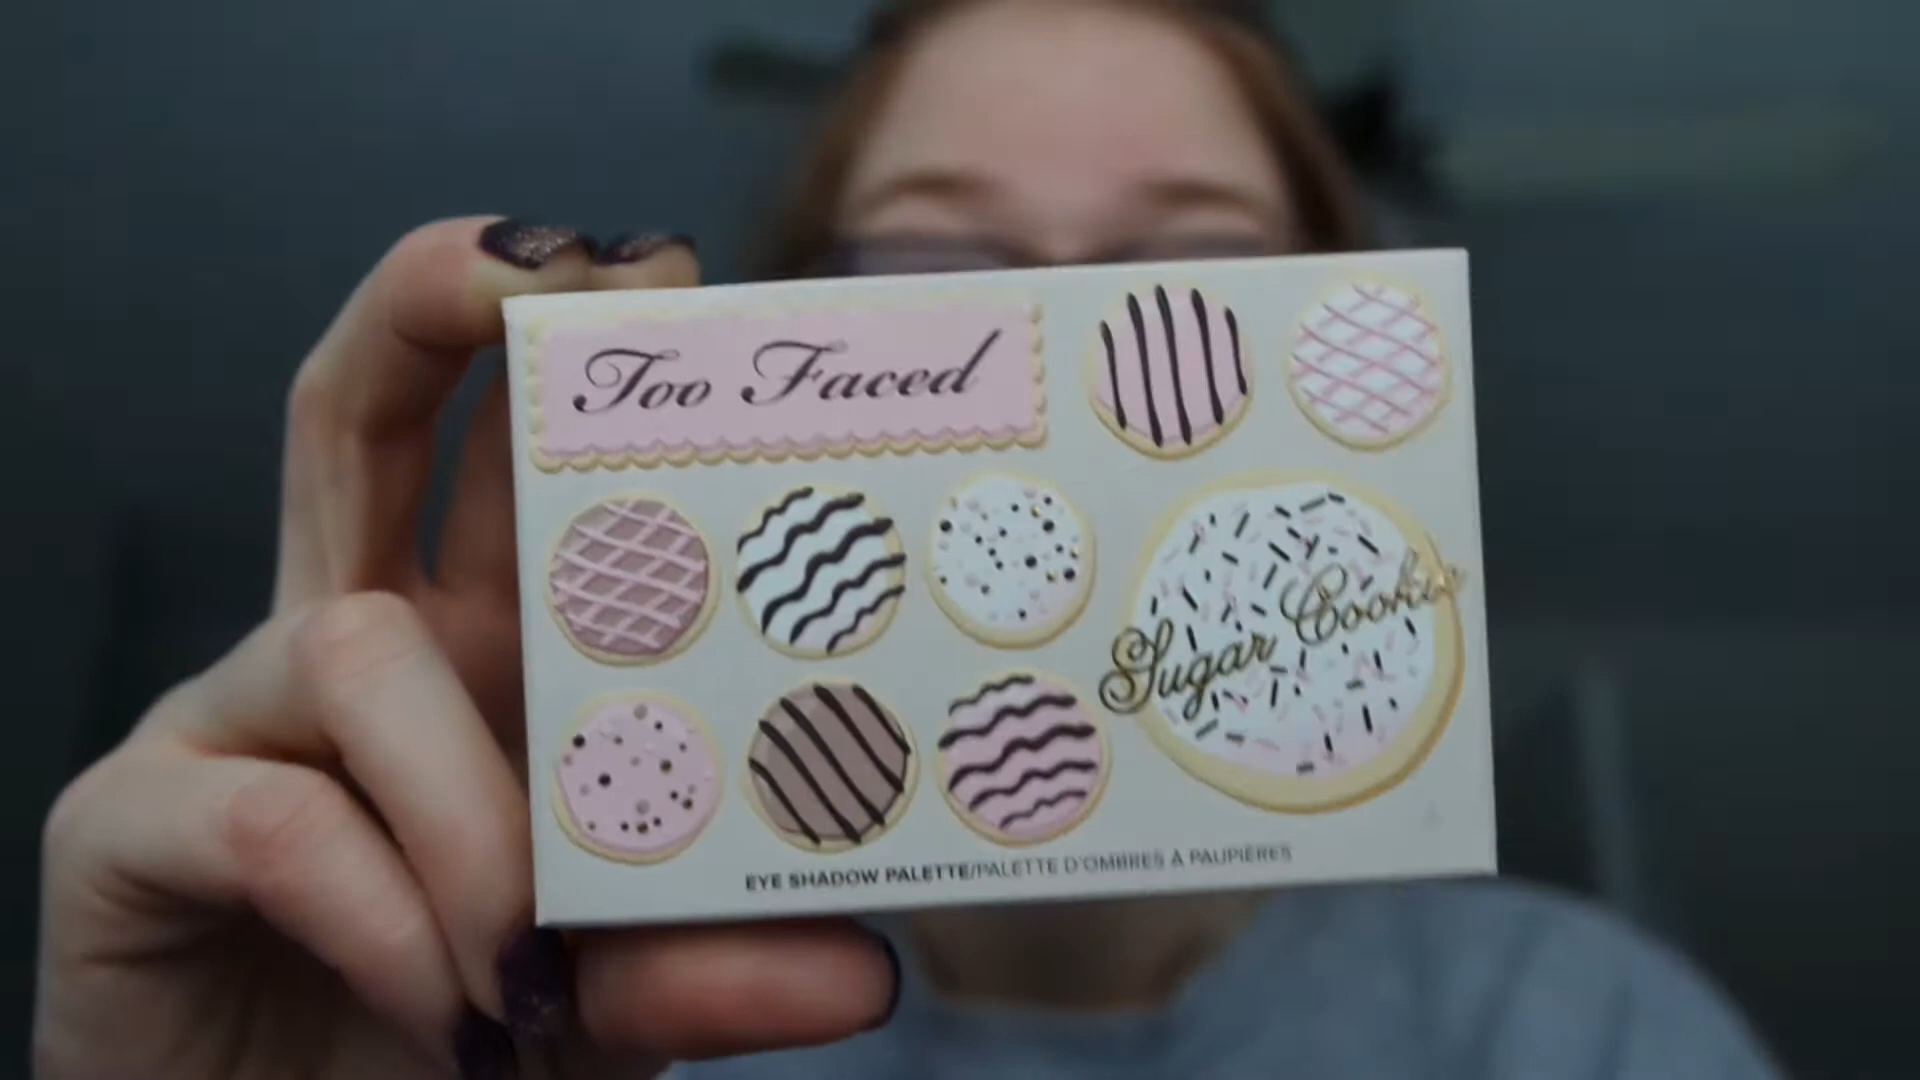 Too Faced
Sugar Cookie
EYE SHADOW PALETTE/PALETTE D'OMBRES À PAUPIÈRES